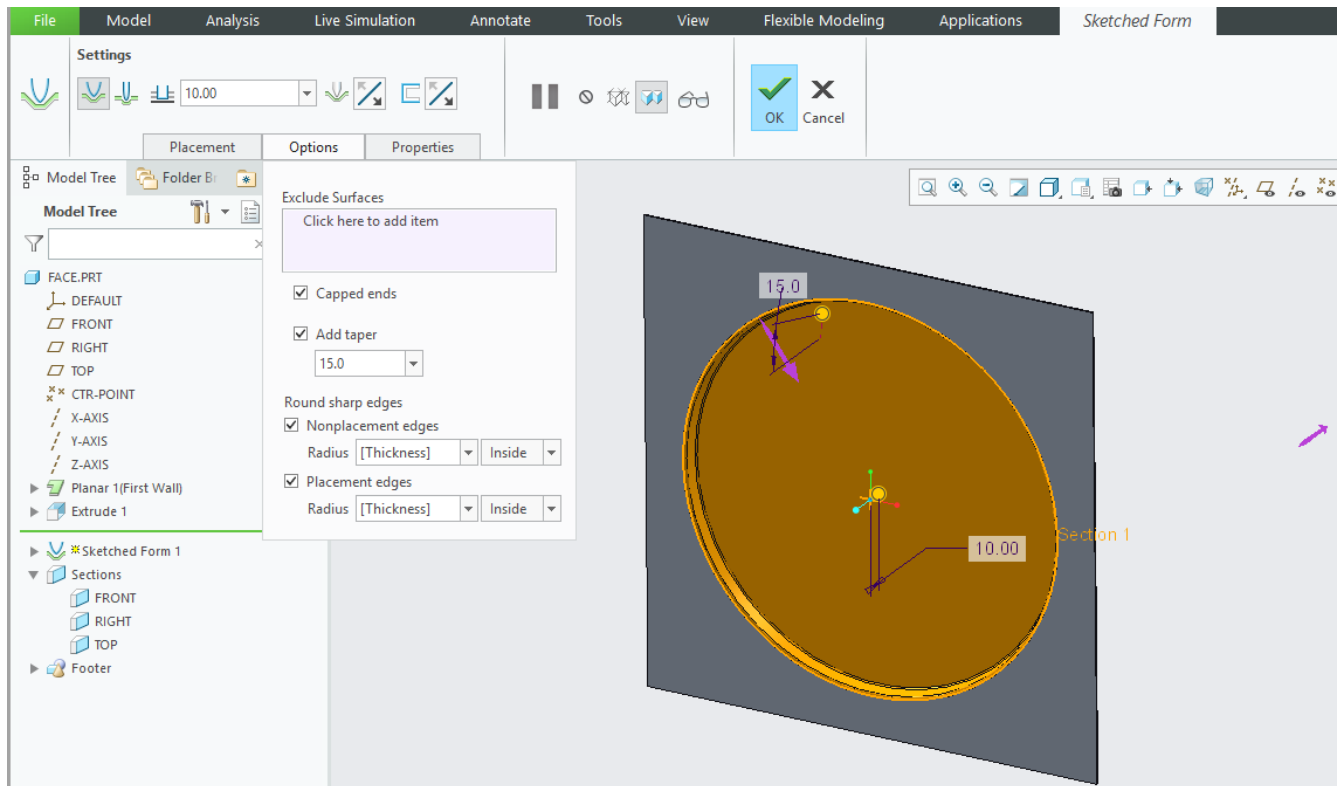 File Model Analysis Live Simulation Annotate Tools View Flexible Modeling Applications Sketched Form
Settings
10.00
OK Cancel
Placement Options Properties
Model Tree Folder
Model Tree
FACE.PRT
DEFAULT
FRONT
RIGHT
TOP
CTR-POINT
X-AXIS
Y-AXIS
Z-AXIS
Planar 1(First Wall)
Extrude 1
Sketched Form 1
Sections
FRONT
RIGHT
TOP
Footer
Exclude Surfaces
Click here to add item
Capped ends
Add taper
15.0
Round sharp edges
Nonplacement edges
Radius [Thickness] Inside
Placement edges
Radius [Thickness] Inside
15.0
Section 1
10.00